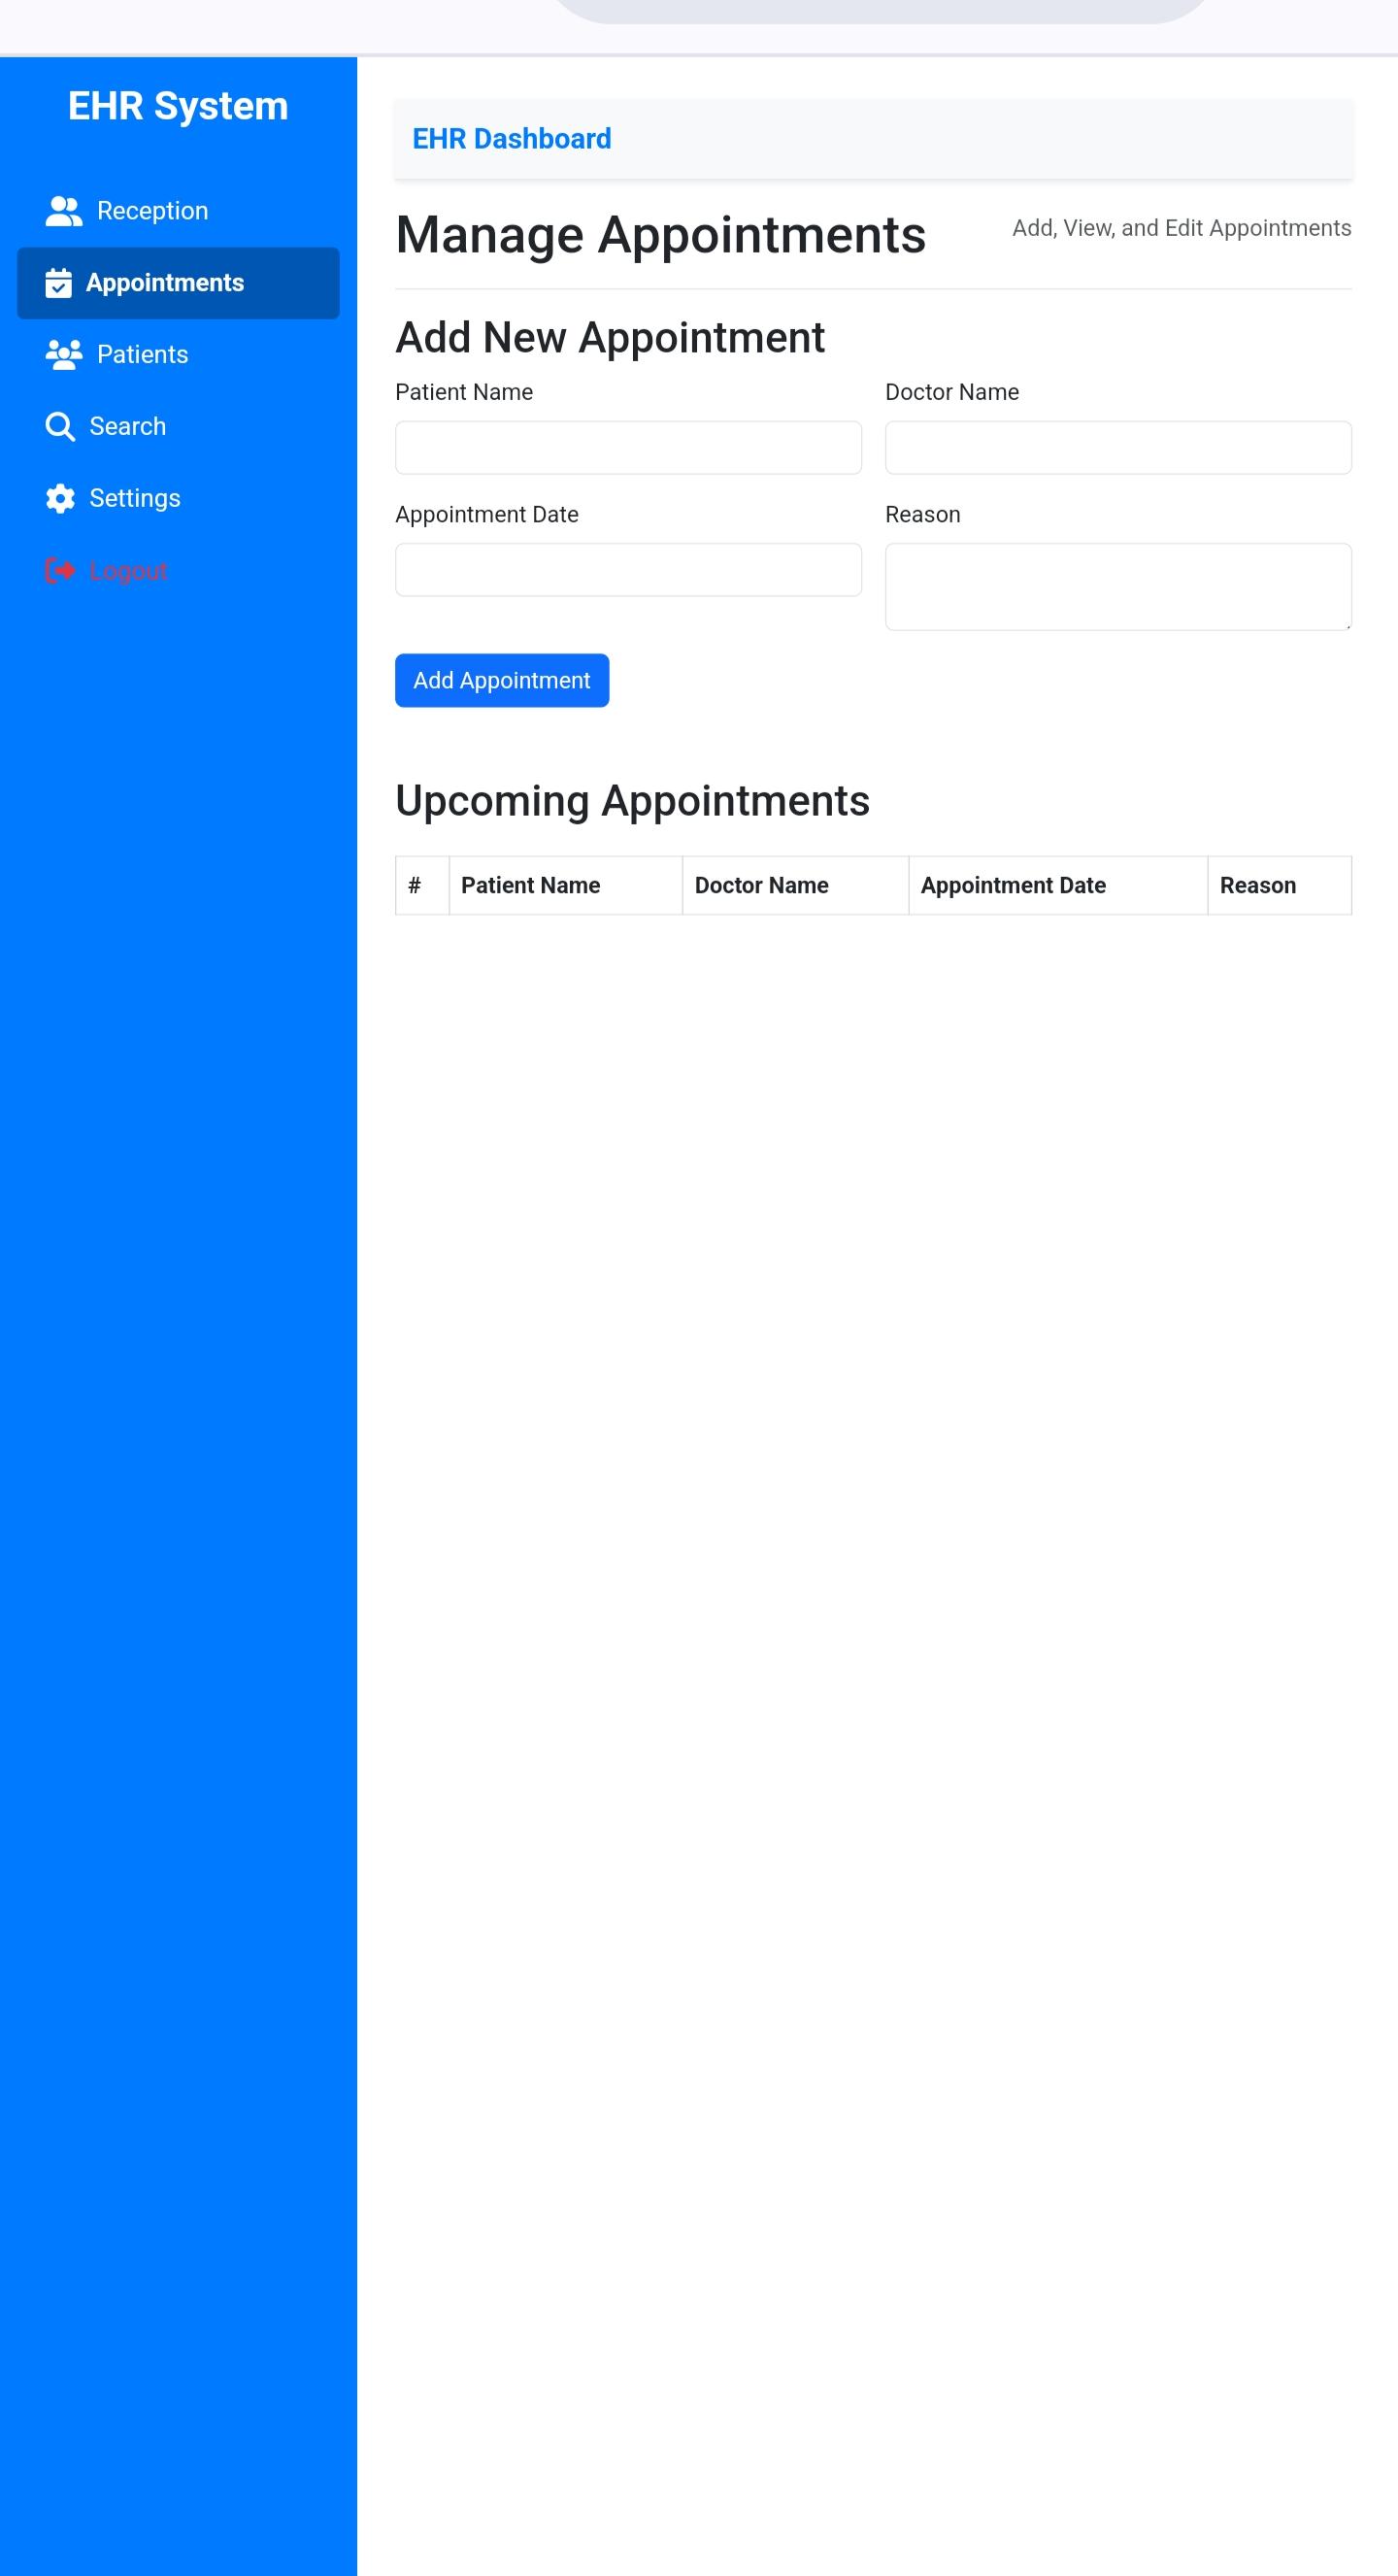 EHR System
Reception
Appointments
Patients
Search
Settings
Logout
EHR Dashboard
Manage Appointments
Add, View, and Edit Appointments
Add New Appointment
Patient Name
Doctor Name
Appointment Date
Reason
Add Appointment
Upcoming Appointments
# Patient Name Doctor Name Appointment Date Reason